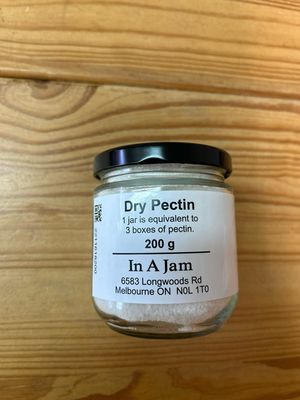 Dry Pectin
1 jar is equivalent to
3 boxes of pectin.
200 g
In A Jam
6583 Longwoods Rd
Melbourne ON N0L 1T0